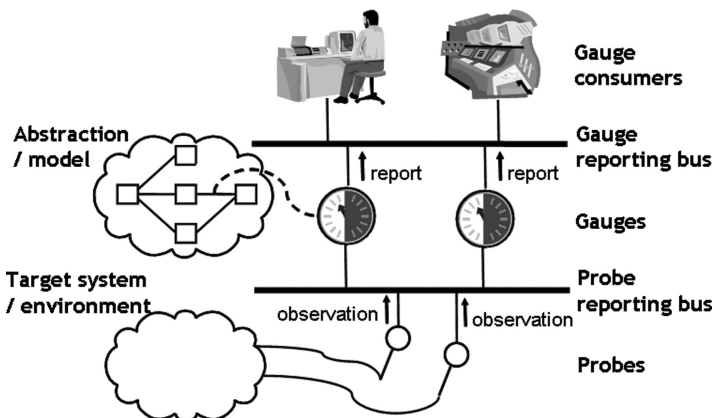 Gauge
consumers
Abstraction
/ model
Gauge
reporting bus
report
report
Gauges
Target system
/ environment
Probe
reporting bus
observation
observation
Probes